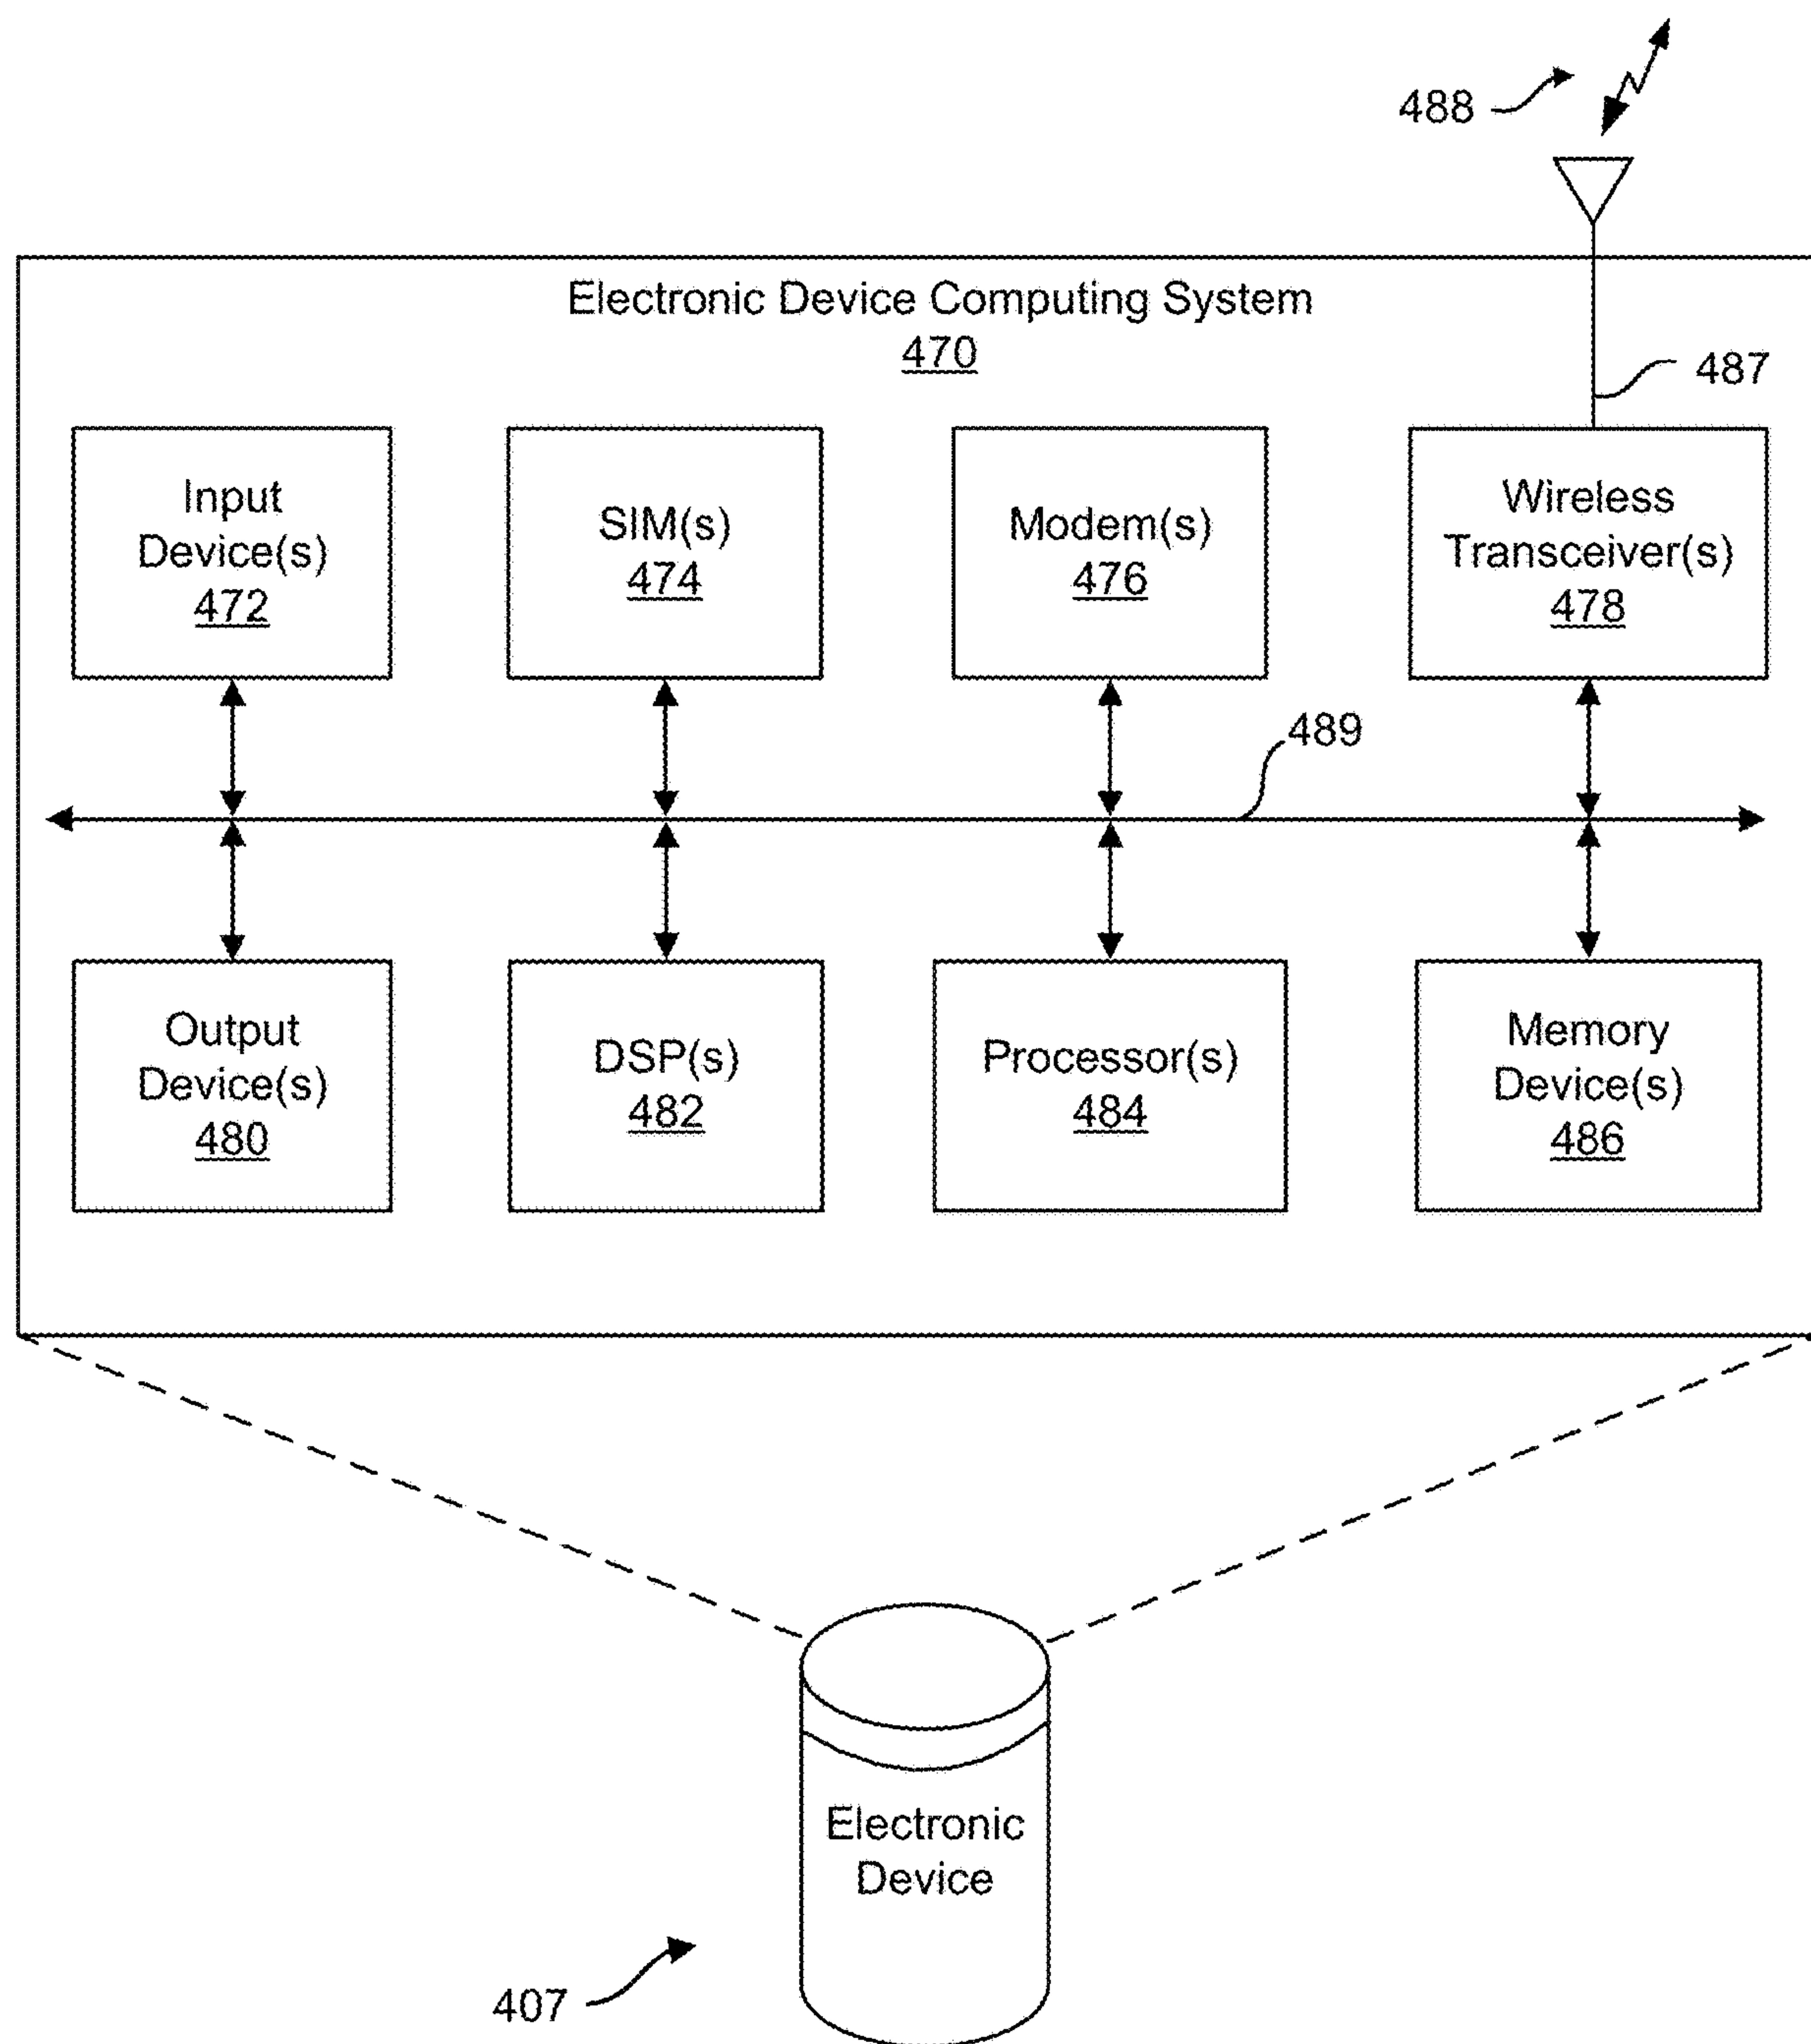 488
Electronic Device Computing System
470
487
Input
Device(s)
472
SIM(s)
474
Modem(s)
476
Wireless
Transceiver(s)
478
489
Output
Device(s)
480
DSP(s)
482
Processor(s)
484
Memory
Device(s)
486
Electronic
Device
407